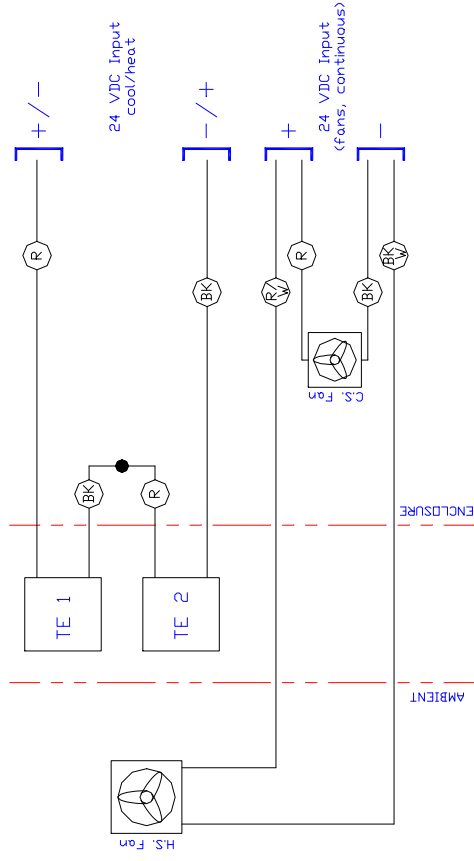 +/-
24 VDC Input
cool/heat
-/+
+
24 VDC Input
(fans, continuous)
-
R
BK
R/
W
R
BK
BK
W
C.S. Fan
BK
R
ENCLOSURE
TE 1
TE 2
AMBIENT
H.S. Fan